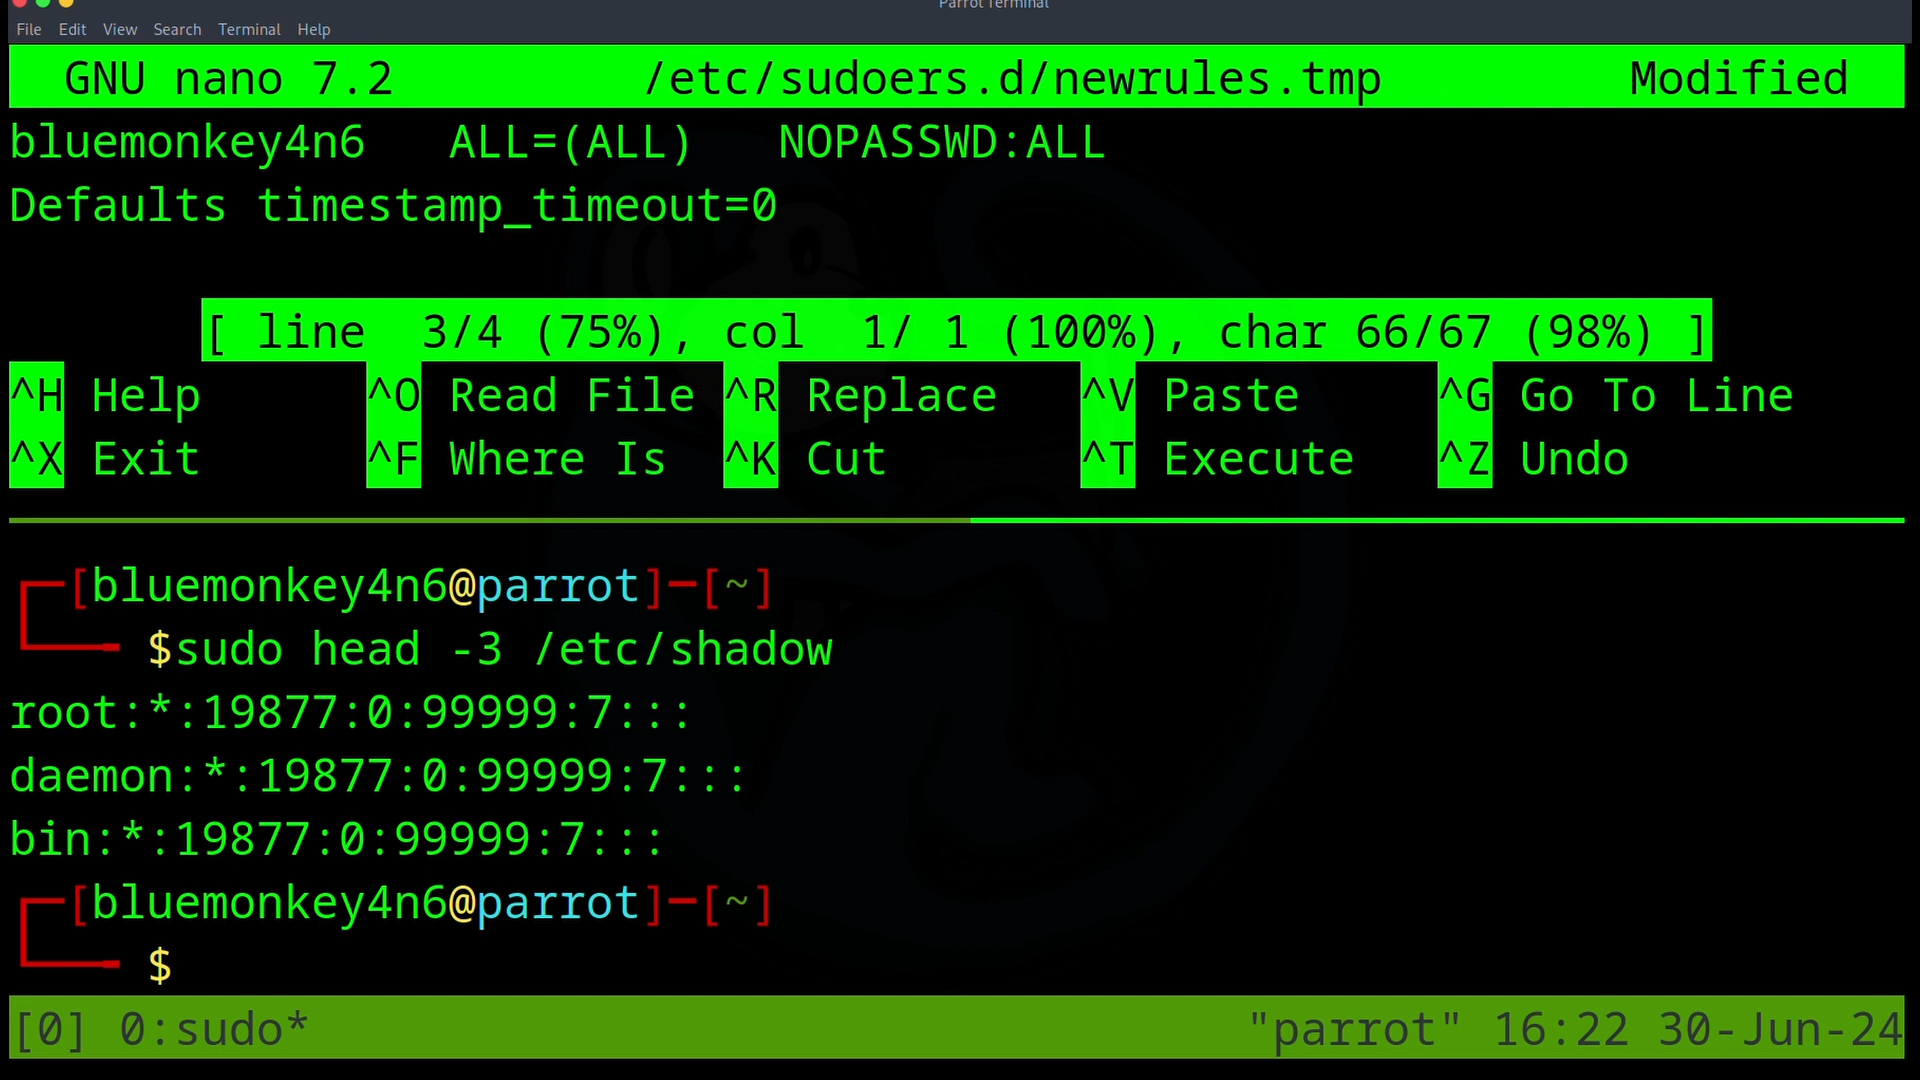 Parrot Terminal
File Edit View Search Terminal Help
GNU nano 7.2 /etc/sudoers.d/newrules.tmp Modified
bluemonkey4n6 ALL=(ALL) NOPASSWD:ALL
Defaults timestamp_timeout=0
[ line 3/4 (75%), col 1/ 1 (100%), char 66/67 (98%) ]
^H Help ^O Read File ^R Replace ^V Paste ^G Go To Line
^X Exit ^F Where Is ^K Cut ^T Execute ^Z Undo
┌─[bluemonkey4n6@parrot]─[~]
└──╼ $sudo head -3 /etc/shadow
root:*:19877:0:99999:7:::
daemon:*:19877:0:99999:7:::
bin:*:19877:0:99999:7:::
┌─[bluemonkey4n6@parrot]─[~]
└──╼ $
[0] 0:sudo* "parrot" 16:22 30-Jun-24